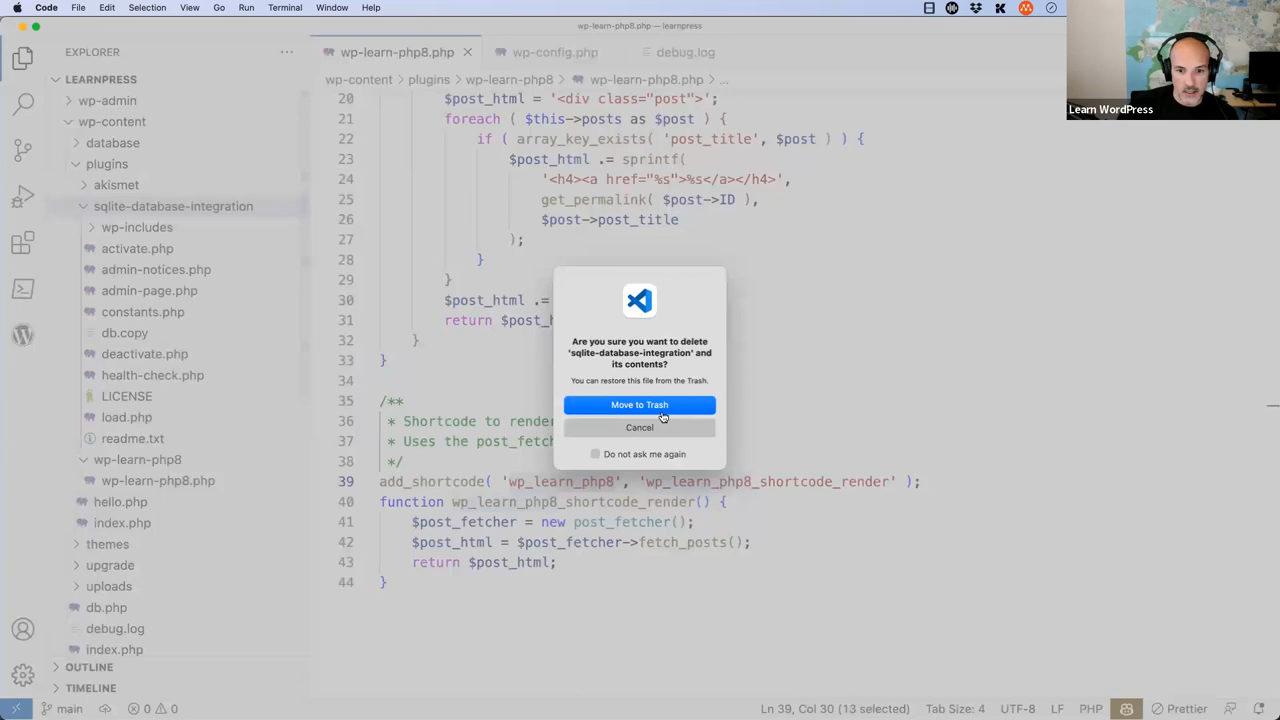 Code File Edit Selection View Go Run Terminal Window Help
wp-learn-php8.php — learnpress
Learn WordPress
EXPLORER
LEARNPRESS
wp-admin
wp-content
database
plugins
akismet
sqlite-database-integration
wp-includes
activate.php
admin-notices.php
admin-page.php
constants.php
db.copy
deactivate.php
health-check.php
LICENSE
load.php
readme.txt
wp-learn-php8
wp-learn-php8.php
hello.php
index.php
themes
upgrade
uploads
db.php
debug.log
index.php
OUTLINE
TIMELINE
wp-learn-php8.php wp-config.php debug.log
wp-content plugins wp-learn-php8 wp-learn-php8.php ...
20 $post_html = '<div class="post">';
21 foreach ( $this->posts as $post ) {
22 if ( array_key_exists( 'post_title', $post ) ) {
23 $post_html .= sprintf(
24 '<h4><a href="%s">%s</a></h4>',
25 get_permalink( $post->ID ),
26 $post->post_title
27 );
28 }
29 }
30 $post_html .=
31 return $post_h
32 }
33 }
34
35 /**
36 * Shortcode to render
37 * Uses the post_fetch
38 */
39 add_shortcode( 'wp_learn_php8', 'wp_learn_php8_shortcode_render' );
40 function wp_learn_php8_shortcode_render() {
41 $post_fetcher = new post_fetcher();
42 $post_html = $post_fetcher->fetch_posts();
43 return $post_html;
44 }
Are you sure you want to delete
'sqlite-database-integration' and
its contents?
You can restore this file from the Trash.
Move to Trash
Cancel
Do not ask me again
main 0 0 Ln 39, Col 30 (13 selected) Tab Size: 4 UTF-8 LF PHP Prettier